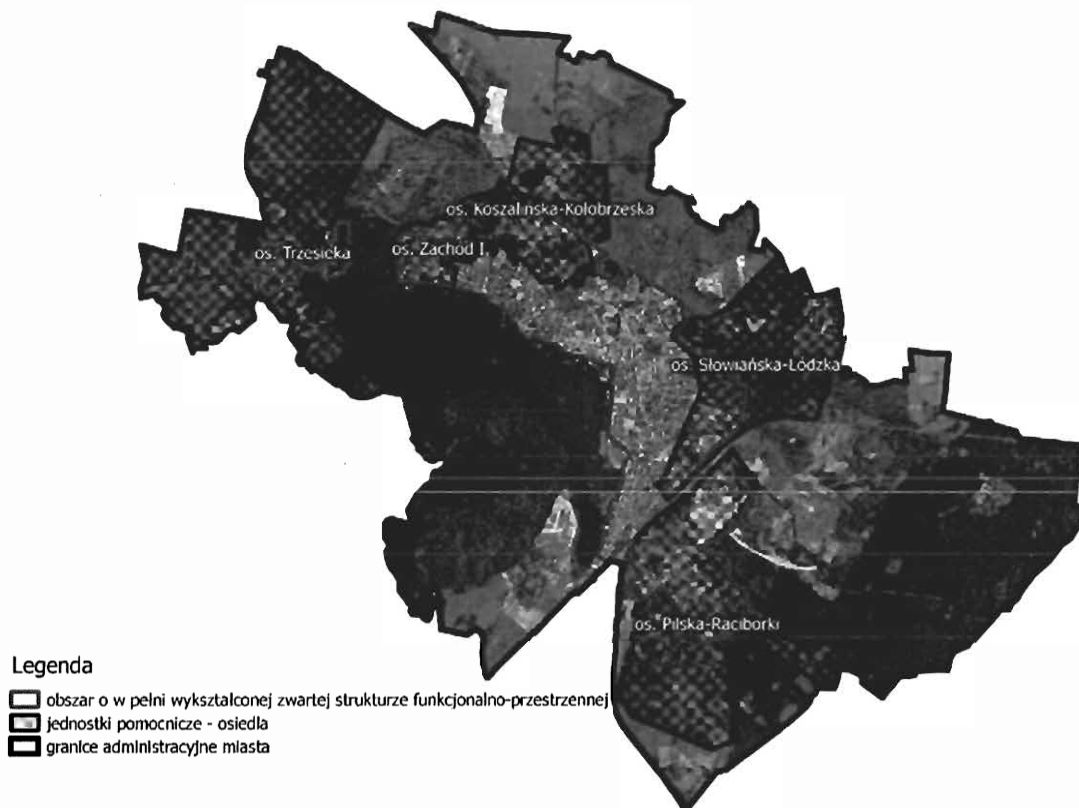 os. Koszalińska-Kołobrzeska
os. Zachód I.
os. Trzesieka
os. Słowiańska-Łódzka
os. Pilska-Raciborki
Legenda
obszar o w pełni wykształconej zwartej strukturze funkcjonalno-przestrzennej
jednostki pomocnicze - osiedla
granice administracyjne miasta